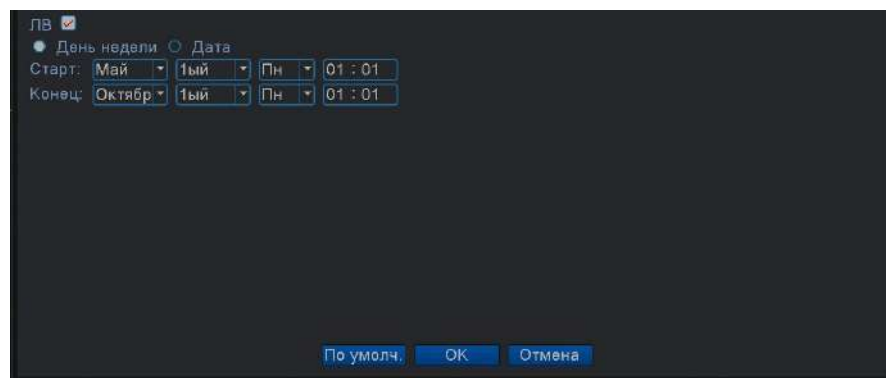 ЛВ
День недели Дата
Старт: Май 1ый Пн 01 : 01
Конец: Октябр 1ый Пн 01 : 01
По умолч. OK Отмена